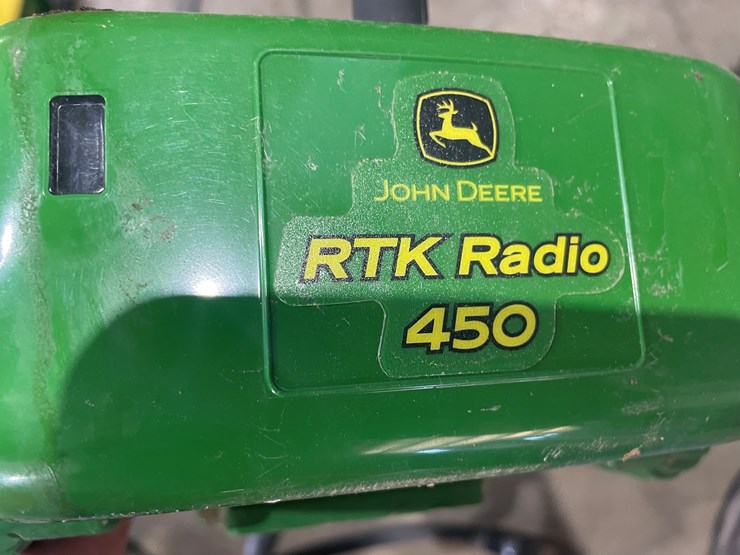 JOHN DEERE
RTK Radio
450